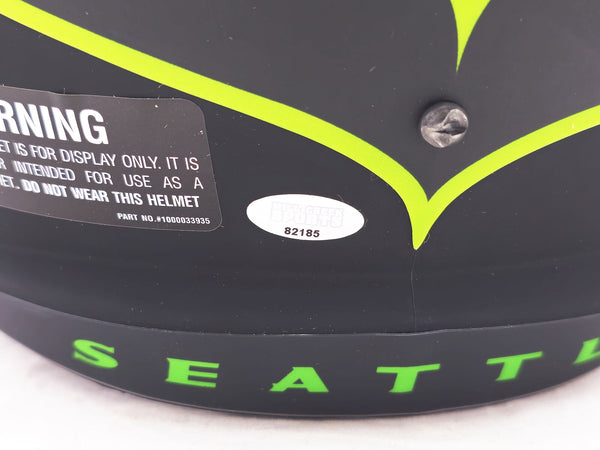 RNING
ET IS FOR DISPLAY ONLY. IT IS
R INTENDED FOR USE AS A
ET. DO NOT WEAR THIS HELMET
PART NO.#1000033935
82185
SEATTL